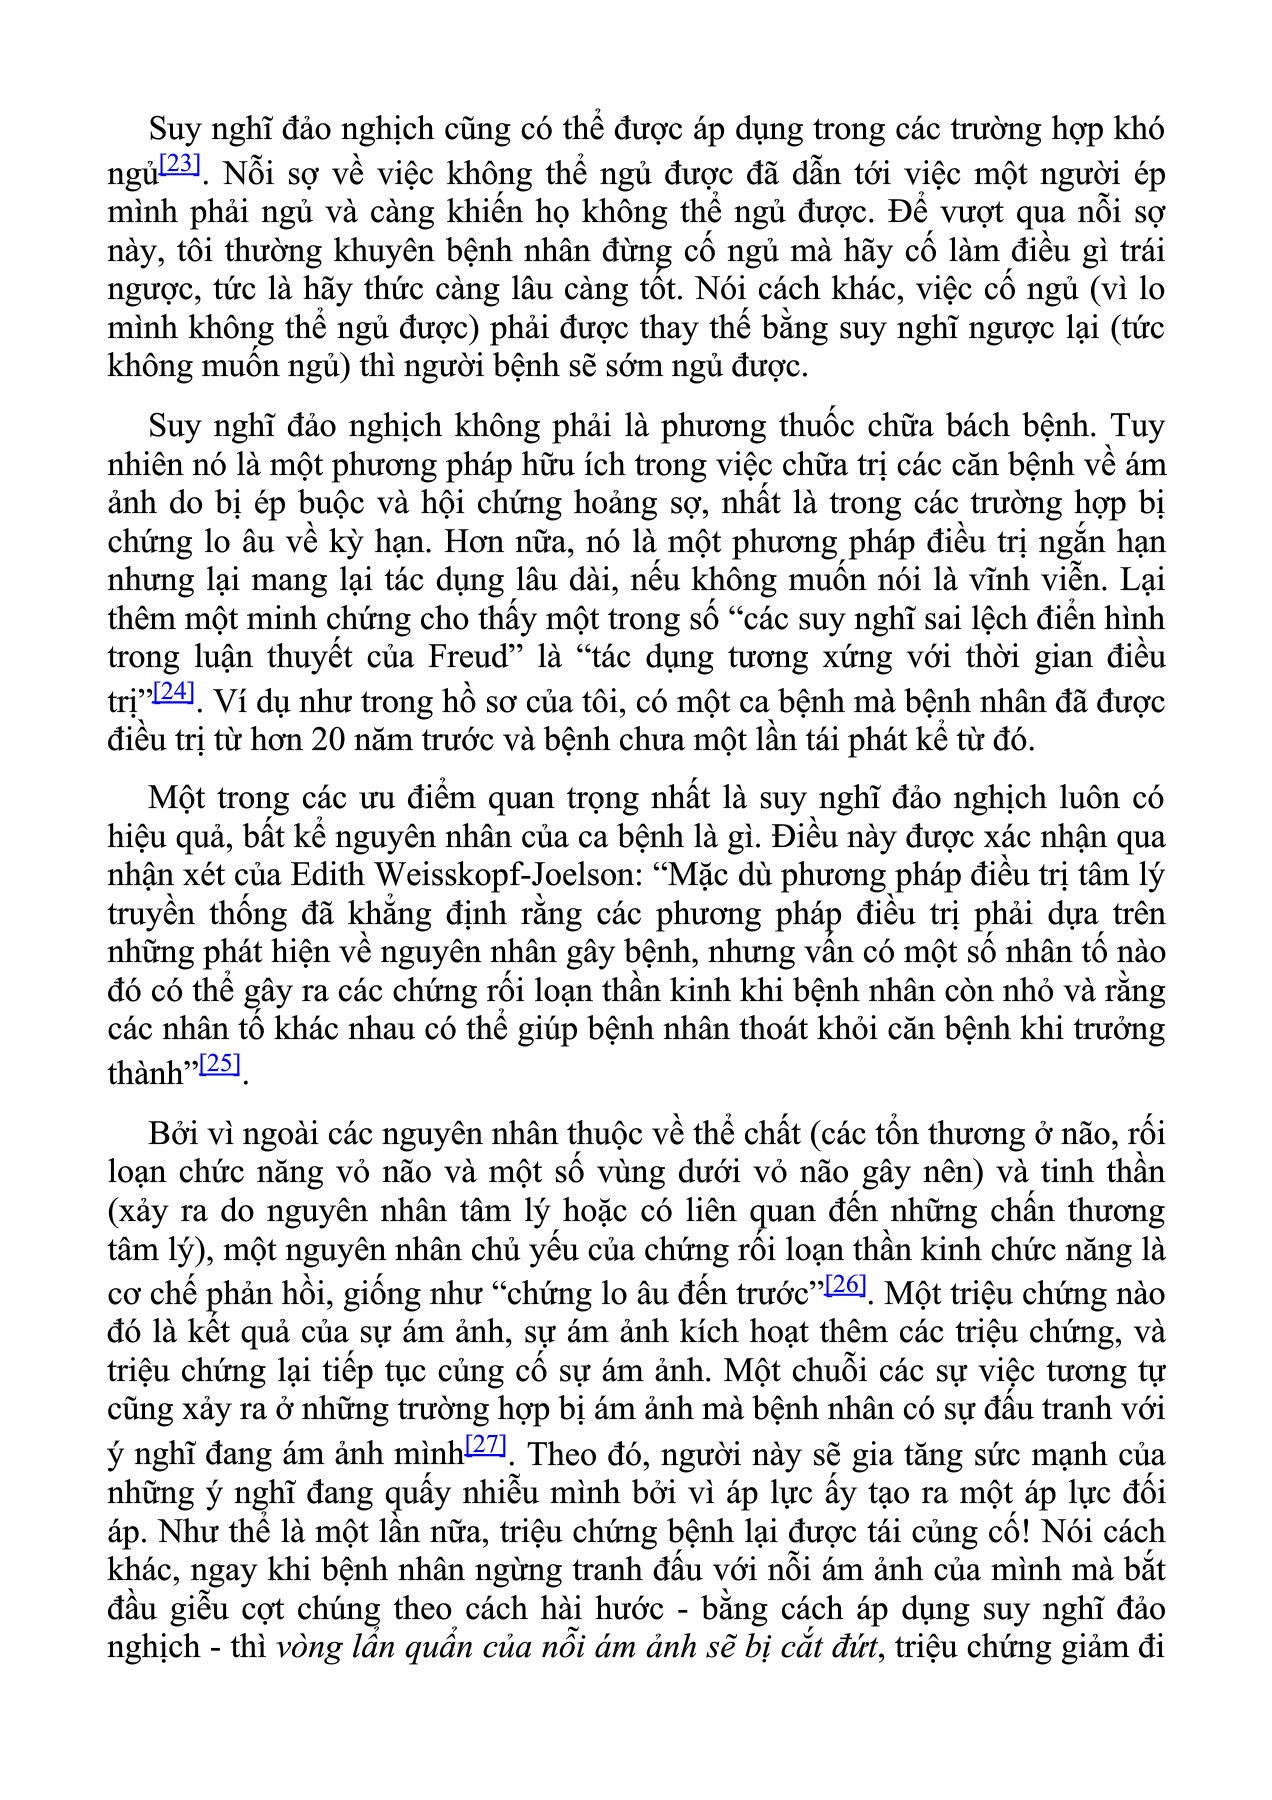 Suy nghĩ đảo nghịch cũng có thể được áp dụng trong các trường hợp khó
ngủ[23]. Nỗi sợ về việc không thể ngủ được đã dẫn tới việc một người ép
mình phải ngủ và càng khiến họ không thể ngủ được. Để vượt qua nỗi sợ
này, tôi thường khuyên bệnh nhân đừng cố ngủ mà hãy cố làm điều gì trái
ngược, tức là hãy thức càng lâu càng tốt. Nói cách khác, việc cố ngủ (vì lo
mình không thể ngủ được) phải được thay thế bằng suy nghĩ ngược lại (tức
không muốn ngủ) thì người bệnh sẽ sớm ngủ được.
Suy nghĩ đảo nghịch không phải là phương thuốc chữa bách bệnh. Tuy
nhiên nó là một phương pháp hữu ích trong việc chữa trị các căn bệnh về ám
ảnh do bị ép buộc và hội chứng hoảng sợ, nhất là trong các trường hợp bị
chứng lo âu về kỳ hạn. Hơn nữa, nó là một phương pháp điều trị ngắn hạn
nhưng lại mang lại tác dụng lâu dài, nếu không muốn nói là vĩnh viễn. Lại
thêm một minh chứng cho thấy một trong số “các suy nghĩ sai lệch điển hình
trong luận thuyết của Freud” là “tác dụng tương xứng với thời gian điều
trị”[24]. Ví dụ như trong hồ sơ của tôi, có một ca bệnh mà bệnh nhân đã được
điều trị từ hơn 20 năm trước và bệnh chưa một lần tái phát kể từ đó.
Một trong các ưu điểm quan trọng nhất là suy nghĩ đảo nghịch luôn có
hiệu quả, bất kể nguyên nhân của ca bệnh là gì. Điều này được xác nhận qua
nhận xét của Edith Weisskopf-Joelson: “Mặc dù phương pháp điều trị tâm lý
truyền thống đã khẳng định rằng các phương pháp điều trị phải dựa trên
những phát hiện về nguyên nhân gây bệnh, nhưng vẫn có một số nhân tố nào
đó có thể gây ra các chứng rối loạn thần kinh khi bệnh nhân còn nhỏ và rằng
các nhân tố khác nhau có thể giúp bệnh nhân thoát khỏi căn bệnh khi trưởng
thành”[25].
Bởi vì ngoài các nguyên nhân thuộc về thể chất (các tổn thương ở não, rối
loạn chức năng vỏ não và một số vùng dưới vỏ não gây nên) và tinh thần
(xảy ra do nguyên nhân tâm lý hoặc có liên quan đến những chấn thương
tâm lý), một nguyên nhân chủ yếu của chứng rối loạn thần kinh chức năng là
cơ chế phản hồi, giống như “chứng lo âu đến trước”[26]. Một triệu chứng nào
đó là kết quả của sự ám ảnh, sự ám ảnh kích hoạt thêm các triệu chứng, và
triệu chứng lại tiếp tục củng cố sự ám ảnh. Một chuỗi các sự việc tương tự
cũng xảy ra ở những trường hợp bị ám ảnh mà bệnh nhân có sự đấu tranh với
ý nghĩ đang ám ảnh mình[27]. Theo đó, người này sẽ gia tăng sức mạnh của
những ý nghĩ đang quấy nhiễu mình bởi vì áp lực ấy tạo ra một áp lực đối
áp. Như thể là một lần nữa, triệu chứng bệnh lại được tái củng cố! Nói cách
khác, ngay khi bệnh nhân ngừng tranh đấu với nỗi ám ảnh của mình mà bắt
đầu giễu cợt chúng theo cách hài hước - bằng cách áp dụng suy nghĩ đảo
nghịch - thì vòng lẩn quẩn của nỗi ám ảnh sẽ bị cắt đứt, triệu chứng giảm đi